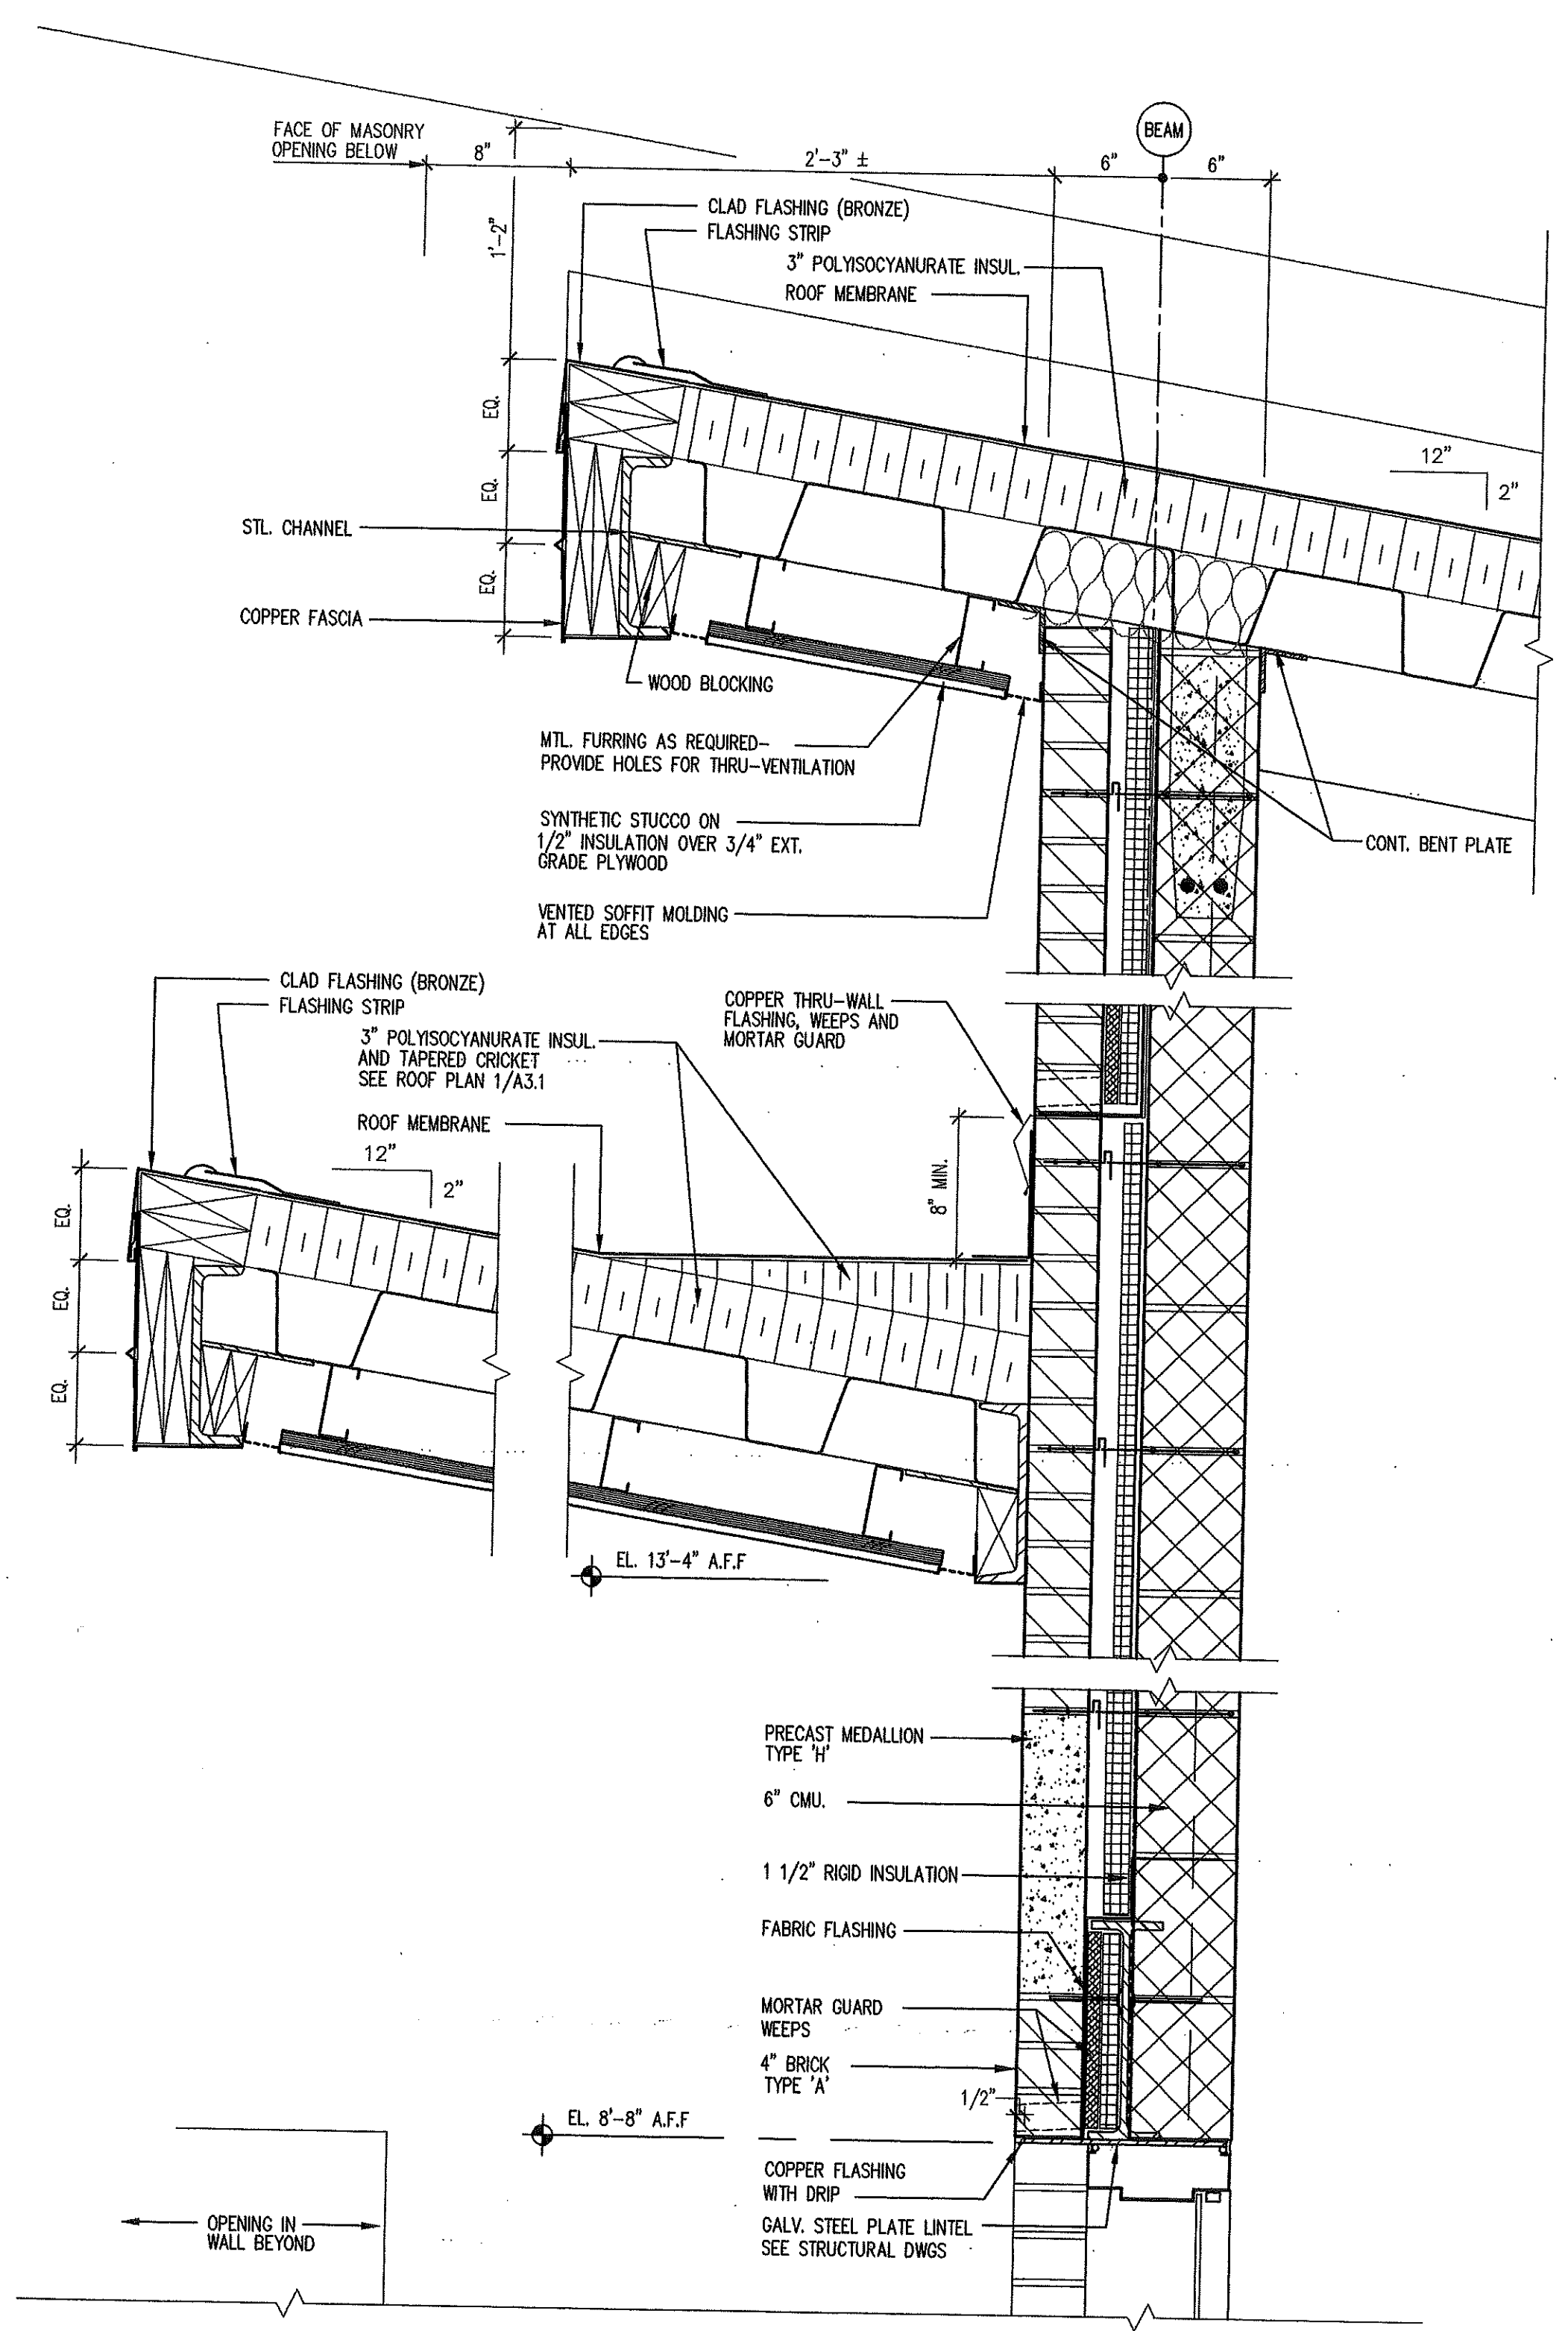 FACE OF MASONRY
OPENING BELOW
8"
2'-3" ±
BEAM
6"
6"
1'-2"
CLAD FLASHING (BRONZE)
FLASHING STRIP
3" POLYISOCYANURATE INSUL.
ROOF MEMBRANE
EQ.
EQ.
EQ.
12"
2"
STL. CHANNEL
COPPER FASCIA
WOOD BLOCKING
MTL. FURRING AS REQUIRED-
PROVIDE HOLES FOR THRU-VENTILATION
SYNTHETIC STUCCO ON
1/2" INSULATION OVER 3/4" EXT.
GRADE PLYWOOD
CONT. BENT PLATE
VENTED SOFFIT MOLDING
AT ALL EDGES
CLAD FLASHING (BRONZE)
FLASHING STRIP
3" POLYISOCYANURATE INSUL.
AND TAPERED CRICKET
SEE ROOF PLAN 1/A3.1
ROOF MEMBRANE
COPPER THRU-WALL
FLASHING, WEEPS AND
MORTAR GUARD
12"
2"
8" MIN.
EQ.
EQ.
EQ.
EL. 13'-4" A.F.F
PRECAST MEDALLION
TYPE 'H'
6" CMU.
1 1/2" RIGID INSULATION
FABRIC FLASHING
MORTAR GUARD
WEEPS
4" BRICK
TYPE 'A'
1/2"
EL. 8'-8" A.F.F
COPPER FLASHING
WITH DRIP
GALV. STEEL PLATE LINTEL
SEE STRUCTURAL DWGS
OPENING IN
WALL BEYOND